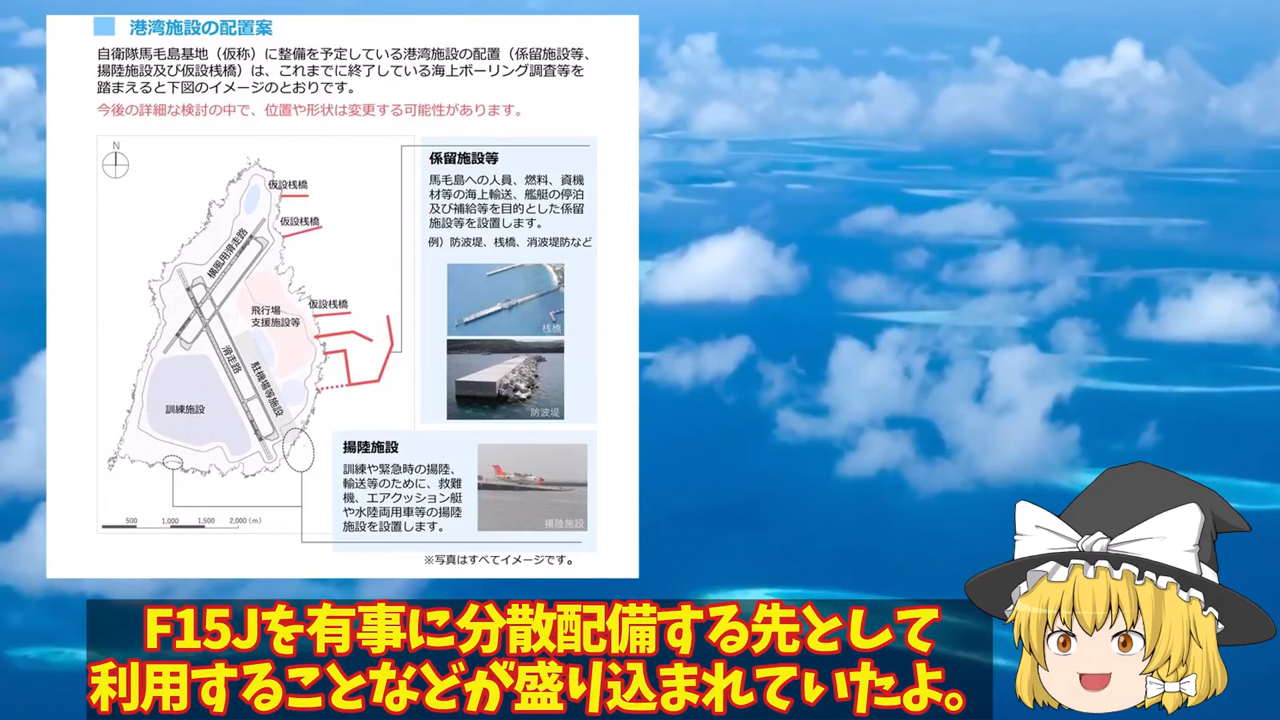 港湾施設の配置案
自衛隊馬毛島基地（仮称）に整備を予定している港湾施設の配置（係留施設等、
揚陸施設及び仮設桟橋）は、これまでに終了している海上ボーリング調査等を
踏まえると下図のイメージのとおりです。
今後の詳細な検討の中で、位置や形状は変更する可能性があります。
N
仮設桟橋
仮設桟橋
横風用滑走路
飛行場
支援施設等
仮設桟橋
滑走路
駐機場等施設
訓練施設
500 1,000 1,500 2,000（m）
係留施設等
馬毛島への人員、燃料、資機
材等の海上輸送、艦艇の停泊
及び補給等を目的とした係留
施設等を設置します。
例）防波堤、桟橋、消波堤防など
桟橋
防波堤
揚陸施設
訓練や緊急時の揚陸、
輸送等のために、救難
機、エアクッション艇
や水陸両用車等の揚陸
施設を設置します。
揚陸施設
※写真はすべてイメージです。
F15Jを有事に分散配備する先として
利用することなどが盛り込まれていたよ。